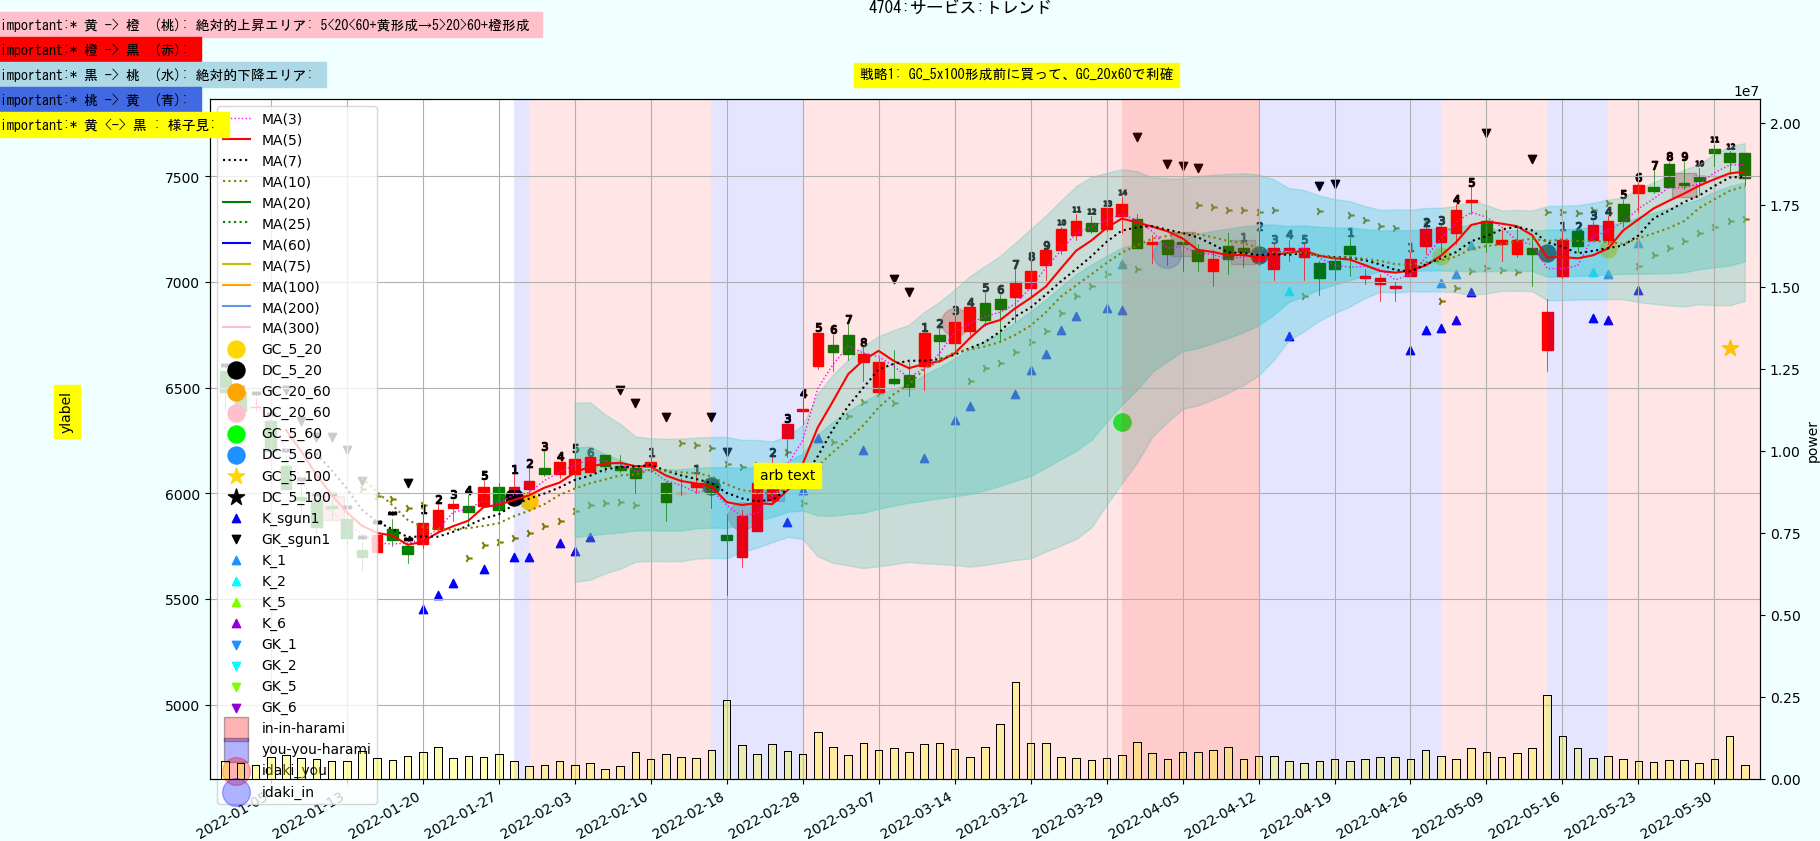 4704:サービス:トレンド
important:* 黄 -> 橙 (桃): 絶対的上昇エリア: 5<20<60+黄形成→5>20>60+橙形成
important:* 橙 -> 黒 (赤):
important:* 黒 -> 桃 (水): 絶対的下降エリア:
戦略1: GC_5x100形成前に買って、GC_20x60で利確
important:* 桃 -> 黄 (青):
important:* 黄 <-> 黒 : 様子見:
1e7
MA(3)
MA(5)
MA(7)
MA(10)
MA(20)
MA(25)
MA(60)
MA(75)
MA(100)
MA(200)
MA(300)
GC_5_20
DC_5_20
GC_20_60
DC_20_60
GC_5_60
DC_5_60
GC_5_100
DC_5_100
K_sgun1
GK_sgun1
K_1
K_2
K_5
K_6
GK_1
GK_2
GK_5
GK_6
in-in-harami
you-you-harami
idaki_you
idaki_in
7500
7000
6500
6000
5500
5000
ylabel
arb text
2.00
1.75
1.50
1.25
1.00
0.75
0.50
0.25
0.00
power
2022-01-05
2022-01-13
2022-01-20
2022-01-27
2022-02-03
2022-02-10
2022-02-18
2022-02-28
2022-03-07
2022-03-14
2022-03-22
2022-03-29
2022-04-05
2022-04-12
2022-04-19
2022-04-26
2022-05-09
2022-05-16
2022-05-23
2022-05-30